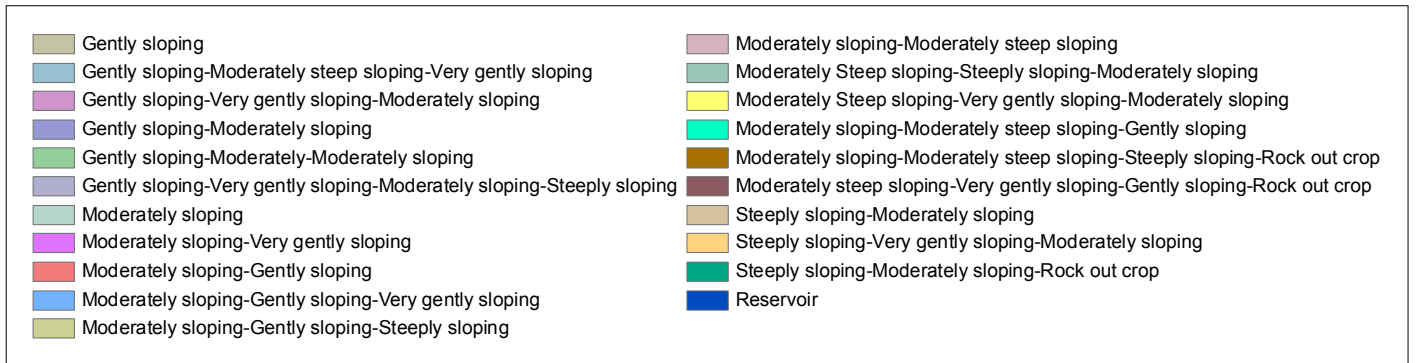 Gently sloping
Gently sloping-Moderately steep sloping-Very gently sloping
Gently sloping-Very gently sloping-Moderately sloping
Gently sloping-Moderately sloping
Gently sloping-Moderately-Moderately sloping
Gently sloping-Very gently sloping-Moderately sloping-Steeply sloping
Moderately sloping
Moderately sloping-Very gently sloping
Moderately sloping-Gently sloping
Moderately sloping-Gently sloping-Very gently sloping
Moderately sloping-Gently sloping-Steeply sloping
Moderately sloping-Moderately steep sloping
Moderately Steep sloping-Steeply sloping-Moderately sloping
Moderately Steep sloping-Very gently sloping-Moderately sloping
Moderately sloping-Moderately steep sloping-Gently sloping
Moderately sloping-Moderately steep sloping-Steeply sloping-Rock out crop
Moderately steep sloping-Very gently sloping-Gently sloping-Rock out crop
Steeply sloping-Moderately sloping
Steeply sloping-Very gently sloping-Moderately sloping
Steeply sloping-Moderately sloping-Rock out crop
Reservoir